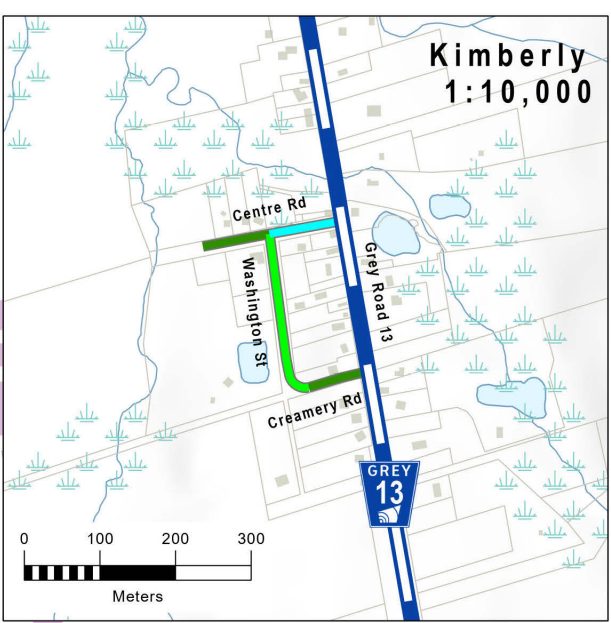 Kimberly
1:10,000
Centre Rd
Washington St
Grey Road 13
Creamery Rd
GREY
13
0 100 200 300
Meters